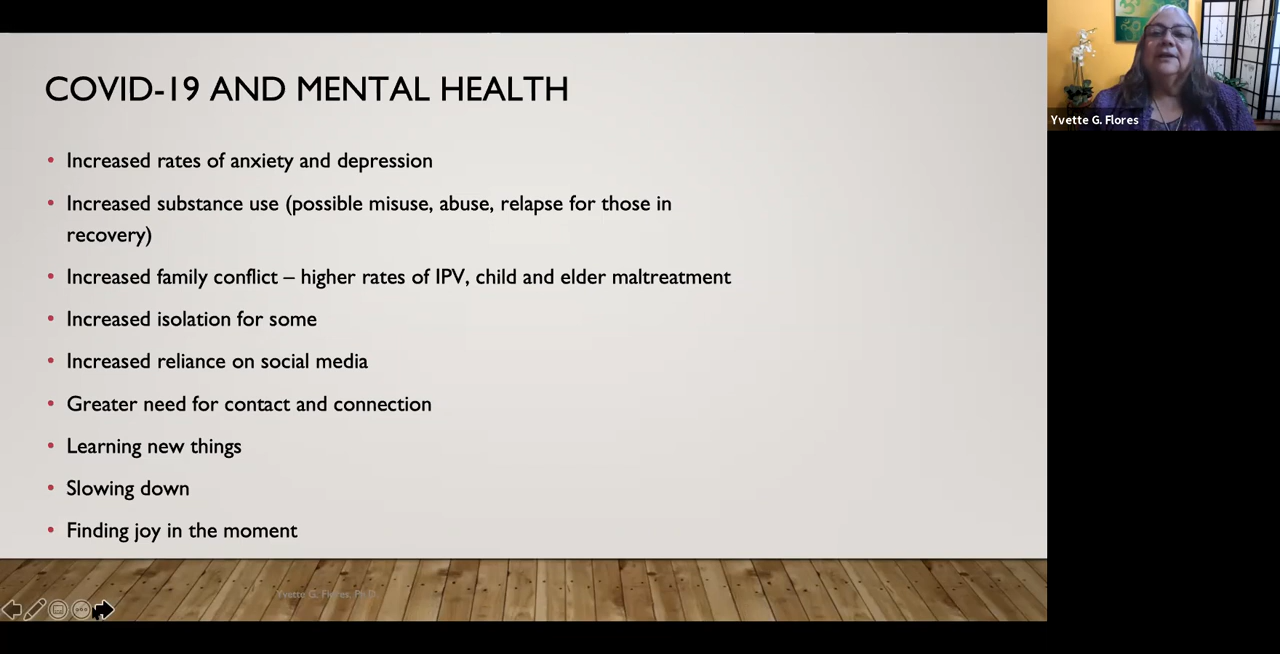 COVID-19 AND MENTAL HEALTH
• Increased rates of anxiety and depression
• Increased substance use (possible misuse, abuse, relapse for those in
recovery)
• Increased family conflict – higher rates of IPV, child and elder maltreatment
• Increased isolation for some
• Increased reliance on social media
• Greater need for contact and connection
• Learning new things
• Slowing down
• Finding joy in the moment
Yvette G. Flores, Ph.D.
Yvette G. Flores